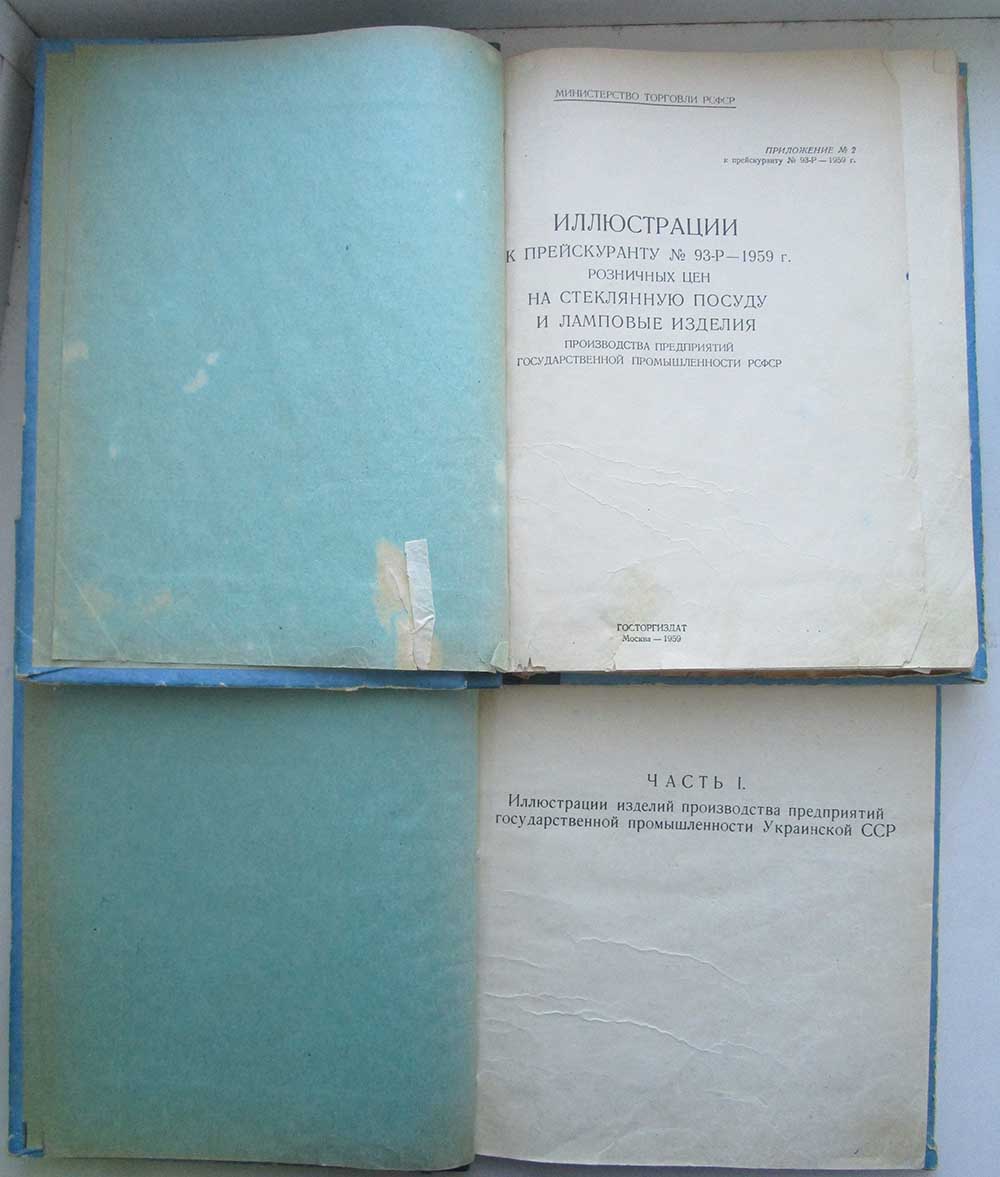 МИНИСТЕРСТВО ТОРГОВЛИ РСФСР
ПРИЛОЖЕНИЕ № 2
к прейскуранту № 93-Р—1959 г.
ИЛЛЮСТРАЦИИ
К ПРЕЙСКУРАНТУ № 93-Р—1959 г.
РОЗНИЧНЫХ ЦЕН
НА СТЕКЛЯННУЮ ПОСУДУ
И ЛАМПОВЫЕ ИЗДЕЛИЯ
ПРОИЗВОДСТВА ПРЕДПРИЯТИЙ
ГОСУДАРСТВЕННОЙ ПРОМЫШЛЕННОСТИ РСФСР
ГОСТОРГИЗДАТ
Москва — 1959
ЧАСТЬ I.
Иллюстрации изделий производства предприятий
государственной промышленности Украинской ССР